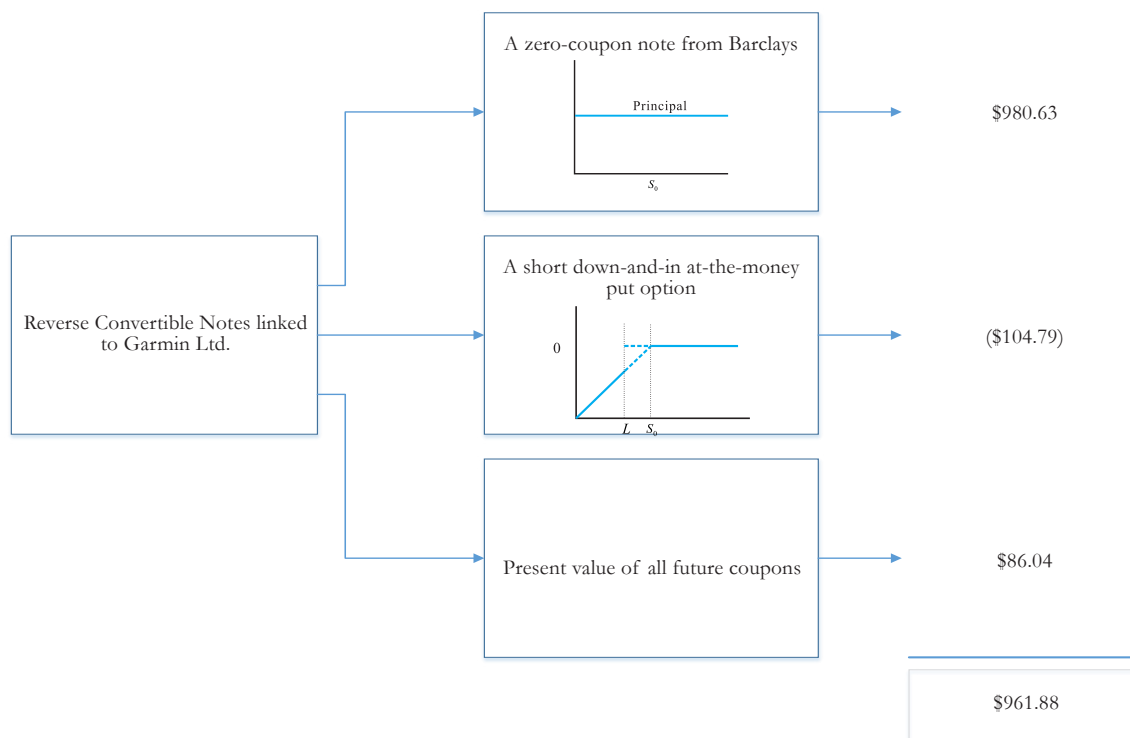 A zero-coupon note from Barclays
Principal
S₀
$980.63
Reverse Convertible Notes linked
to Garmin Ltd.
A short down-and-in at-the-money
put option
0
L S₀
($104.79)
Present value of all future coupons
$86.04
$961.88